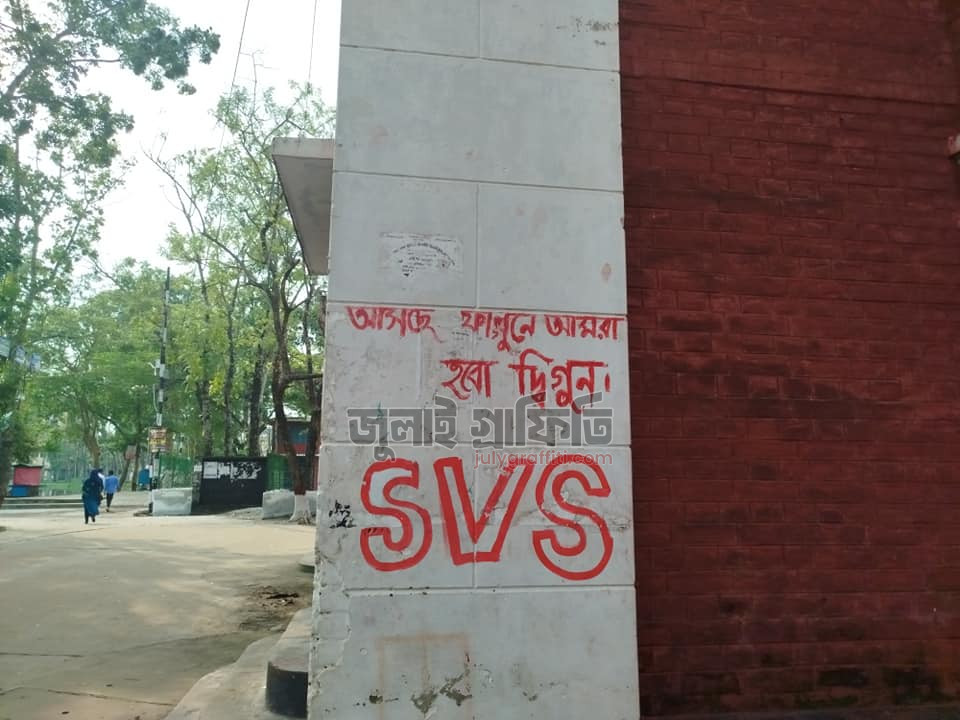 আসছে ফাগুনে আমরা
হবো দ্বিগুন।
জুলাই গ্রাফিতি
julygraffiti.com
SVS